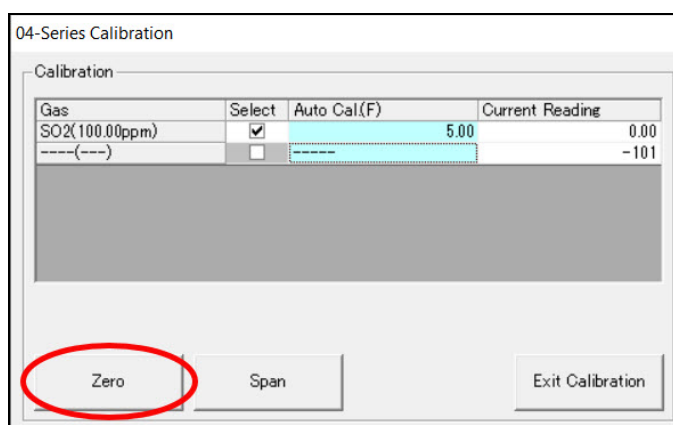 04-Series Calibration
Calibration
Gas Select Auto Cal.(F) Current Reading
SO2(100.00ppm) 5.00 0.00
----(---) ----- -101
Zero Span Exit Calibration